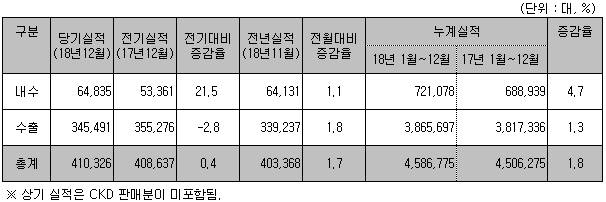 (단위 : 대, %)
구분 당기실적 (18년12월) 전기실적 (17년12월) 전기대비 증감율 전년실적 (18년11월) 전월대비 증감율 누계실적 증감율
18년 1월~12월 17년 1월~12월
내수 64,835 53,361 21.5 64,131 1.1 721,078 688,939 4.7
수출 345,491 355,276 -2.8 339,237 1.8 3,865,697 3,817,336 1.3
총계 410,326 408,637 0.4 403,368 1.7 4,586,775 4,506,275 1.8
※ 상기 실적은 CKD 판매분이 미포함됨.